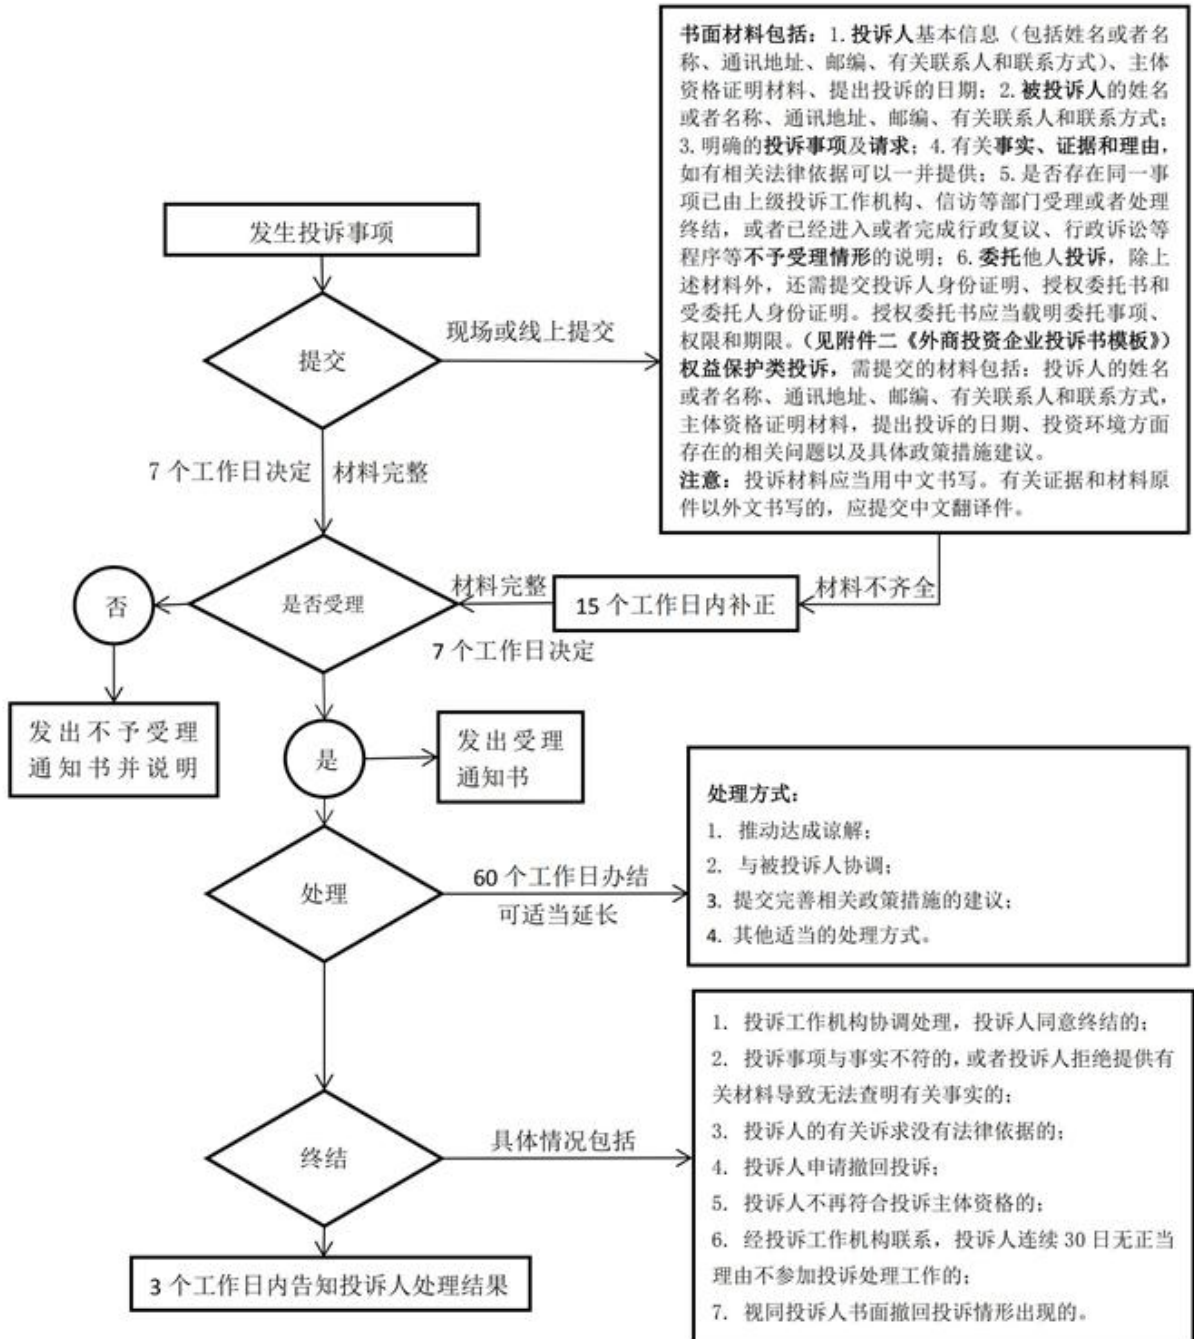 书面材料包括：1.投诉人基本信息（包括姓名或者名
称、通讯地址、邮编、有关联系人和联系方式）、主体
资格证明材料、提出投诉的日期；2.被投诉人的姓名
或者名称、通讯地址、邮编、有关联系人和联系方式；
3.明确的投诉事项及请求；4.有关事实、证据和理由，
如有相关法律依据可以一并提供；5.是否存在同一事
项已由上级投诉工作机构、信访等部门受理或者处理
终结，或者已经进入或者完成行政复议、行政诉讼等
程序等不予受理情形的说明；6.委托他人投诉，除上
述材料外，还需提交投诉人身份证明、授权委托书和
受委托人身份证明。授权委托书应当载明委托事项、
权限和期限。（见附件二《外商投资企业投诉书模板》）
权益保护类投诉，需提交的材料包括：投诉人的姓名
或者名称、通讯地址、邮编、有关联系人和联系方式，
主体资格证明材料，提出投诉的日期、投资环境方面
存在的相关问题以及具体政策措施建议。
注意：投诉材料应当用中文书写。有关证据和材料原
件以外文书写的，应提交中文翻译件。
发生投诉事项
提交
现场或线上提交
7个工作日决定
材料完整
否
是否受理
材料完整
15个工作日内补正
材料不齐全
7个工作日决定
发出不予受理
通知书并说明
是
发出受理
通知书
处理
60个工作日办结
可适当延长
处理方式：
1. 推动达成谅解；
2. 与被投诉人协调；
3. 提交完善相关政策措施的建议；
4. 其他适当的处理方式。
终结
具体情况包括
1. 投诉工作机构协调处理，投诉人同意终结的；
2. 投诉事项与事实不符的，或者投诉人拒绝提供有
关材料导致无法查明有关事实的；
3. 投诉人的有关诉求没有法律依据的；
4. 投诉人申请撤回投诉；
5. 投诉人不再符合投诉主体资格的；
6. 经投诉工作机构联系，投诉人连续30日无正当
理由不参加投诉处理工作的；
7. 视同投诉人书面撤回投诉情形出现的。
3个工作日内告知投诉人处理结果